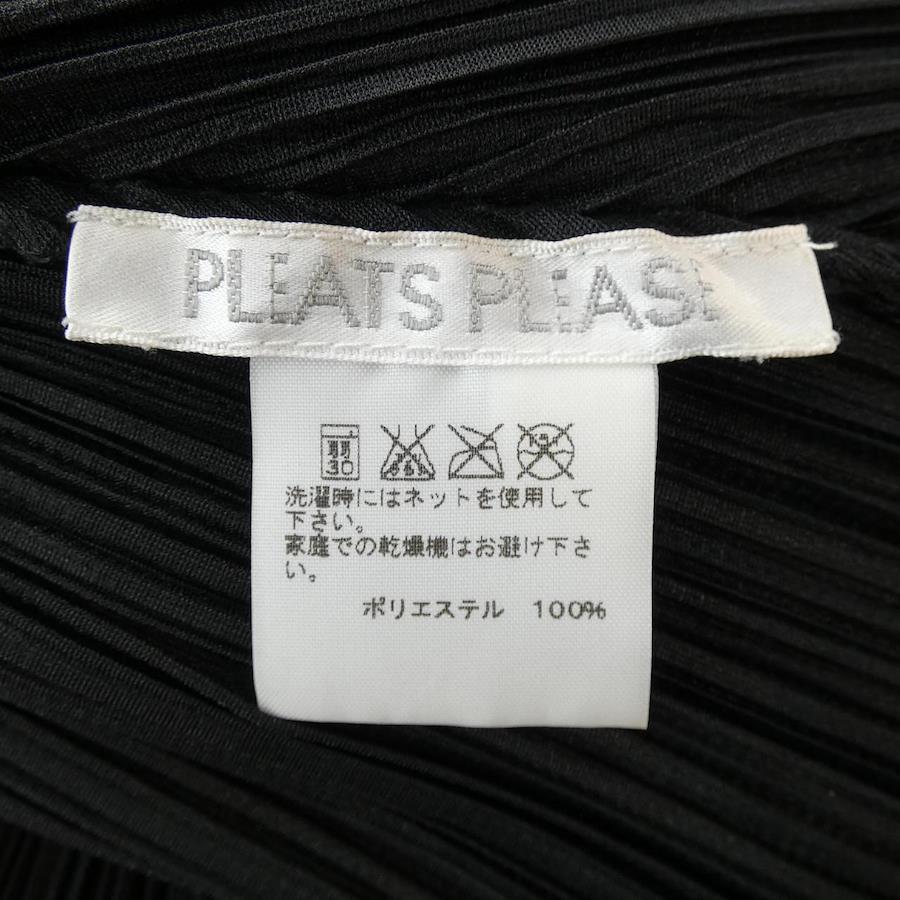 PLEATS PLEASE
弱
30
洗濯時にはネットを使用して
下さい。
家庭での乾燥機はお避け下さ
い。
ポリエステル 100%